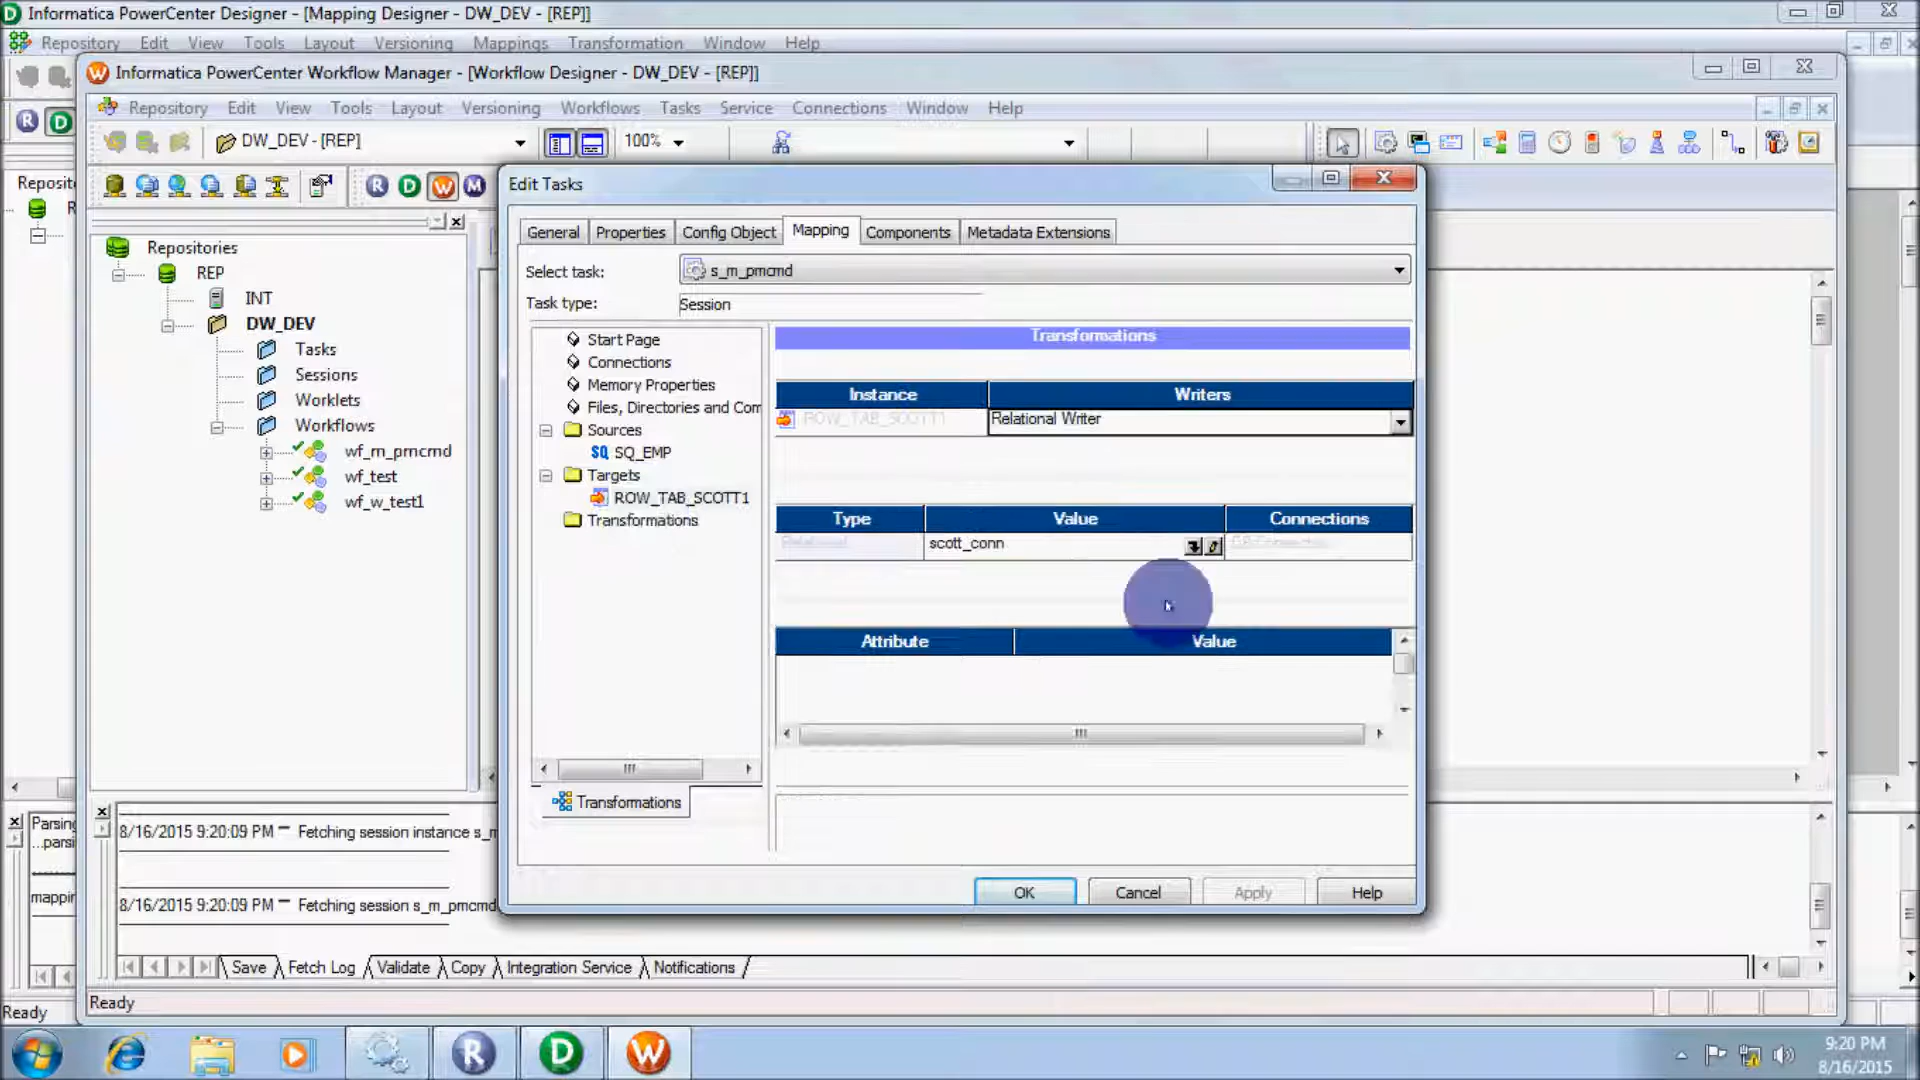 Informatica PowerCenter Designer - [Mapping Designer - DW_DEV - [REP]]
Repository Edit View Tools Layout Versioning Mappings Transformation Window Help
Informatica PowerCenter Workflow Manager - [Workflow Designer - DW_DEV - [REP]]
Repository Edit View Tools Layout Versioning Workflows Tasks Service Connections Window Help
DW_DEV - [REP]
100%
R D W M
Reposit
R
Repositories
REP
INT
DW_DEV
Tasks
Sessions
Worklets
Workflows
wf_m_pmcmd
wf_test
wf_w_test1
Edit Tasks
General Properties Config Object Mapping Components Metadata Extensions
Select task: s_m_pmcmd
Task type: Session
Start Page
Connections
Memory Properties
Files, Directories and Com
Sources
SQ SQ_EMP
Targets
ROW_TAB_SCOTT1
Transformations
Transformations
Transformations
Instance Writers
ROW_TAB_SCOTT1 Relational Writer
Type Value Connections
Relational scott_conn
Attribute Value
OK Cancel Apply Help
Parsing
...parsi
mappin
8/16/2015 9:20:09 PM Fetching session instance s_m
8/16/2015 9:20:09 PM Fetching session s_m_pmcmd
Save Fetch Log Validate Copy Integration Service Notifications
Ready
Ready
R D W
9:20 PM
8/16/2015